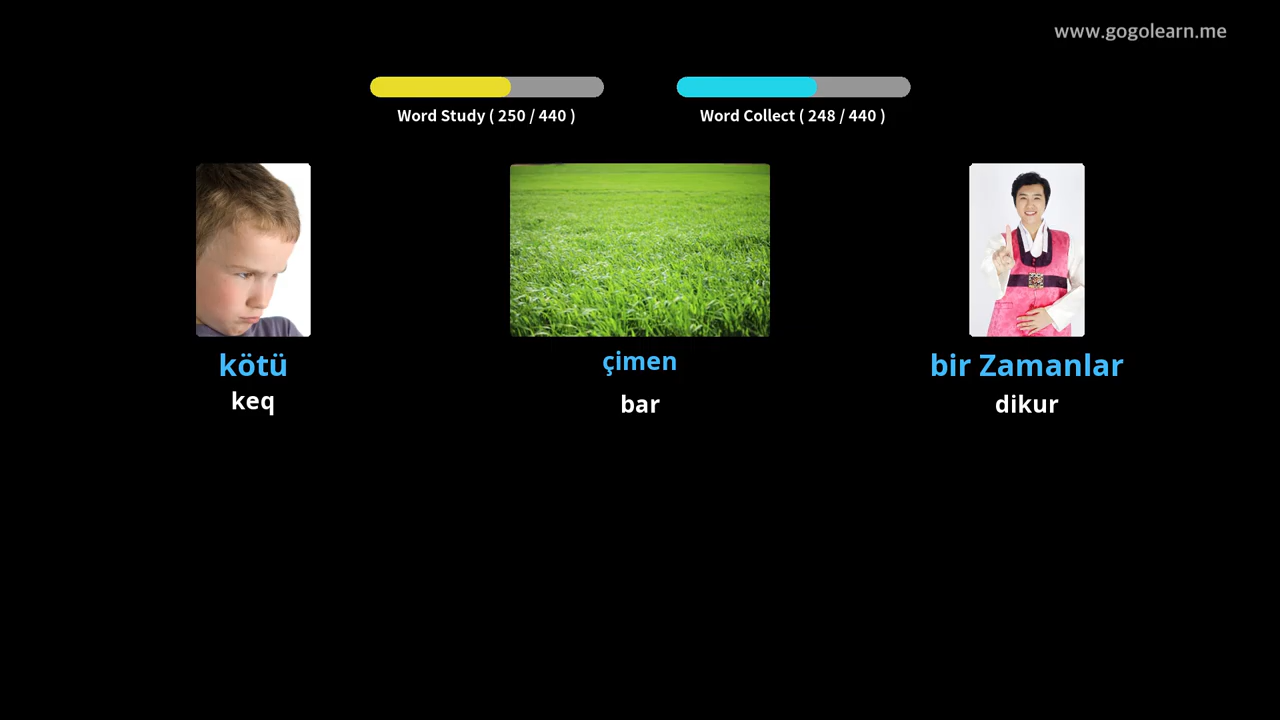 www.gogolearn.me
Word Study ( 250 / 440 )
Word Collect ( 248 / 440 )
kötü
keq
çimen
bar
bir Zamanlar
dikur